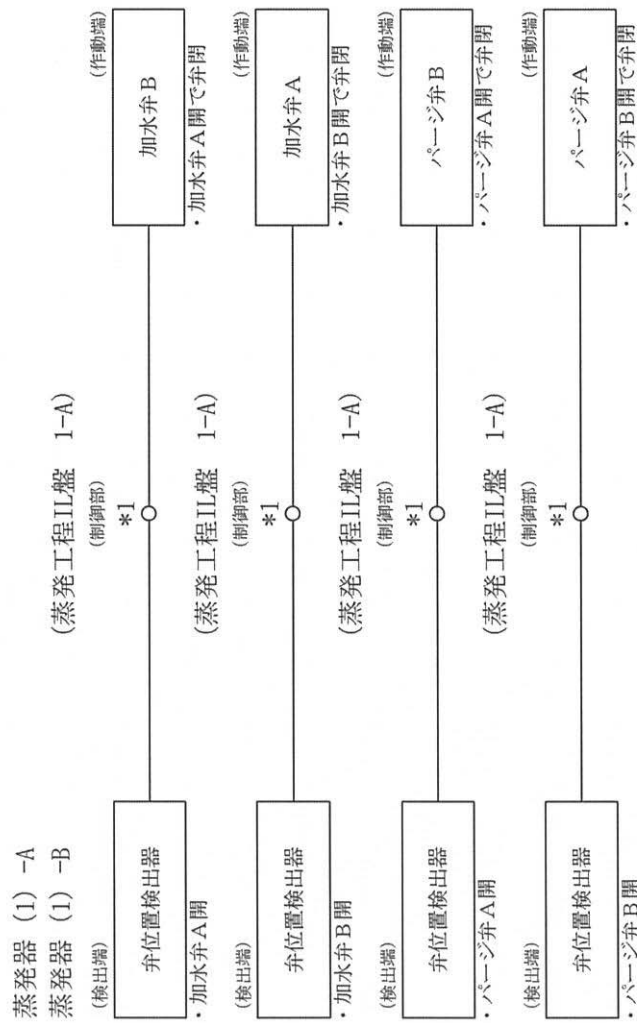 蒸発器 (1) -A
蒸発器 (1) -B
(蒸発工程IL盤 1-A)
(検出端)
(制御部)
(作動端)
弁位置検出器
*1
加水弁B
・加水弁A開
・加水弁A開で弁閉
(蒸発工程IL盤 1-A)
(検出端)
(制御部)
(作動端)
弁位置検出器
*1
加水弁A
・加水弁B開
・加水弁B開で弁閉
(蒸発工程IL盤 1-A)
(検出端)
(制御部)
(作動端)
弁位置検出器
*1
パージ弁B
・パージ弁A開
・パージ弁A開で弁閉
(蒸発工程IL盤 1-A)
(検出端)
(制御部)
(作動端)
弁位置検出器
*1
パージ弁A
・パージ弁B開
・パージ弁B開で弁閉